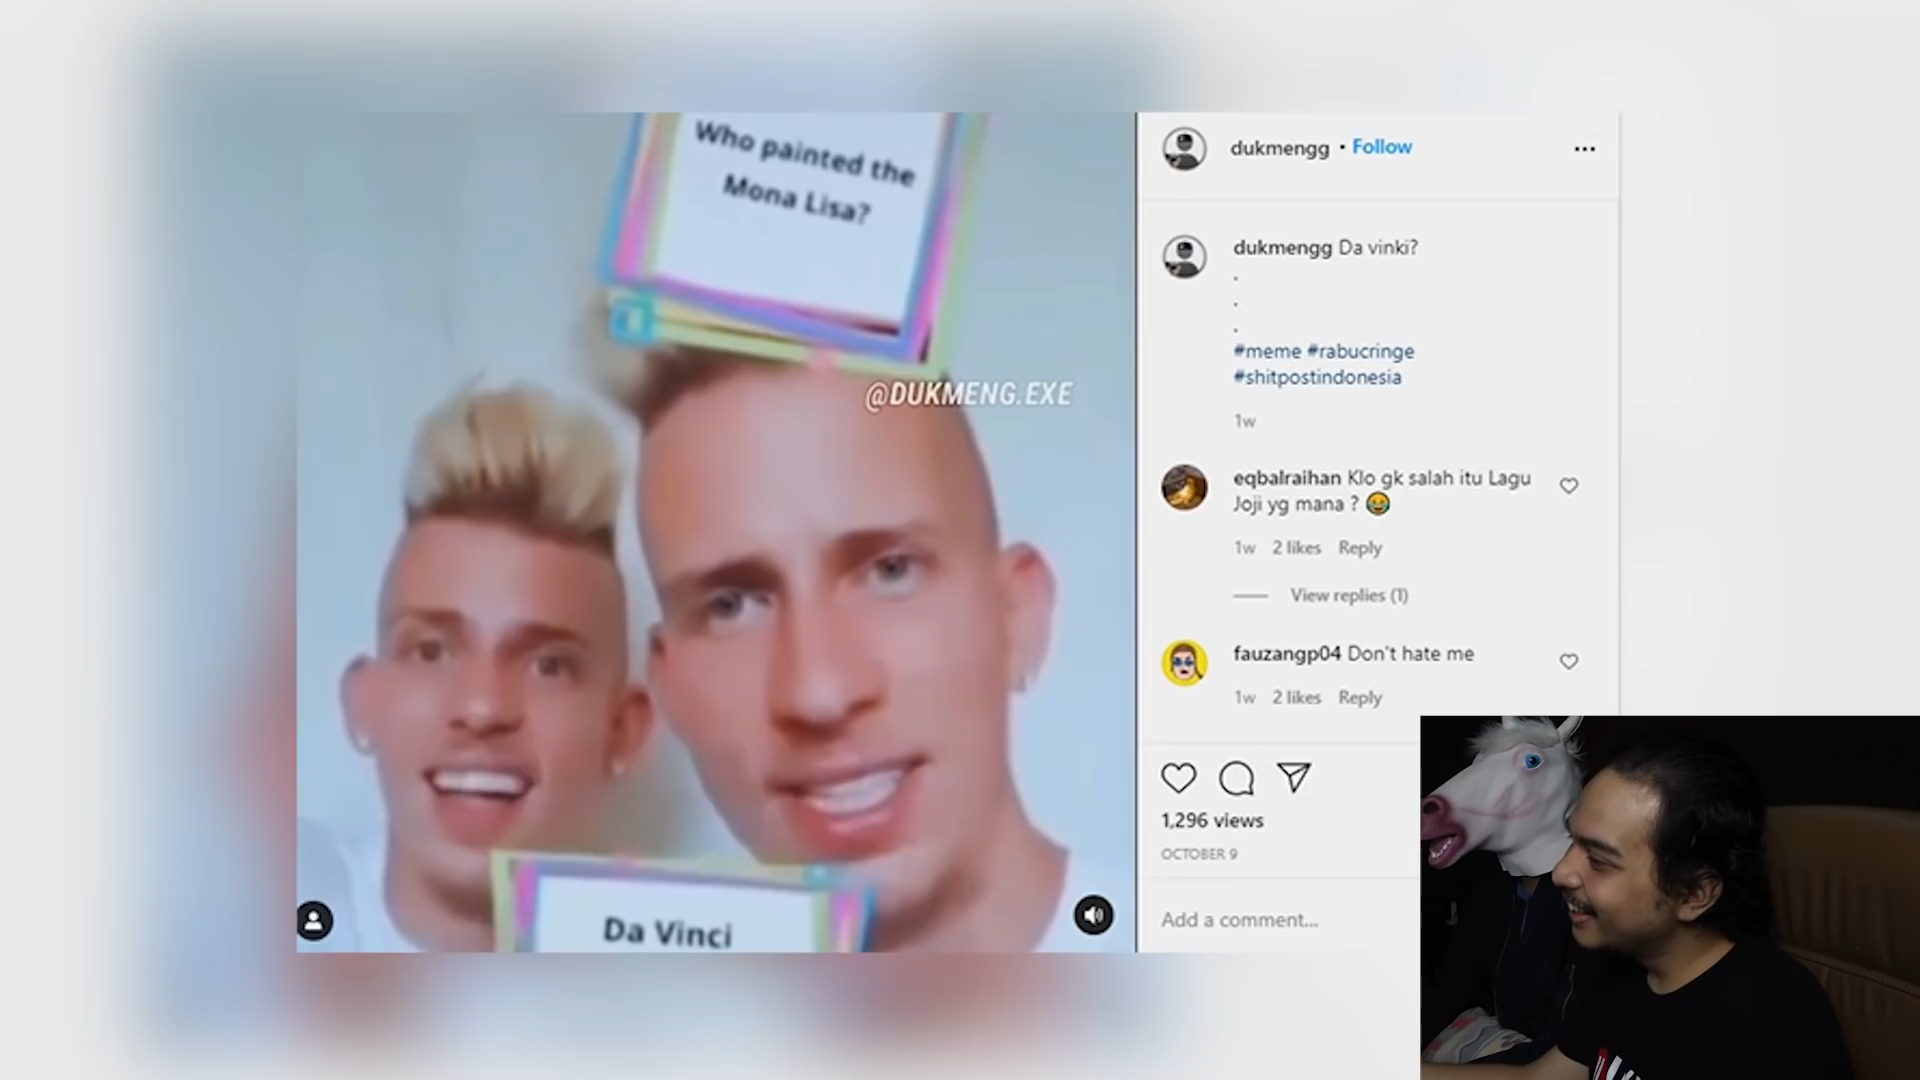 Who painted the
Mona Lisa?
@DUKMENG.EXE
Da Vinci
dukmengg • Follow
dukmengg Da vinki?
.
.
.
#meme #rabucringe
#shitpostindonesia
1w
eqbalraihan Klo gk salah itu Lagu
Joji yg mana ? 😂
1w 2 likes Reply
View replies (1)
fauzangp04 Don't hate me
1w 2 likes Reply
1,296 views
OCTOBER 9
Add a comment...